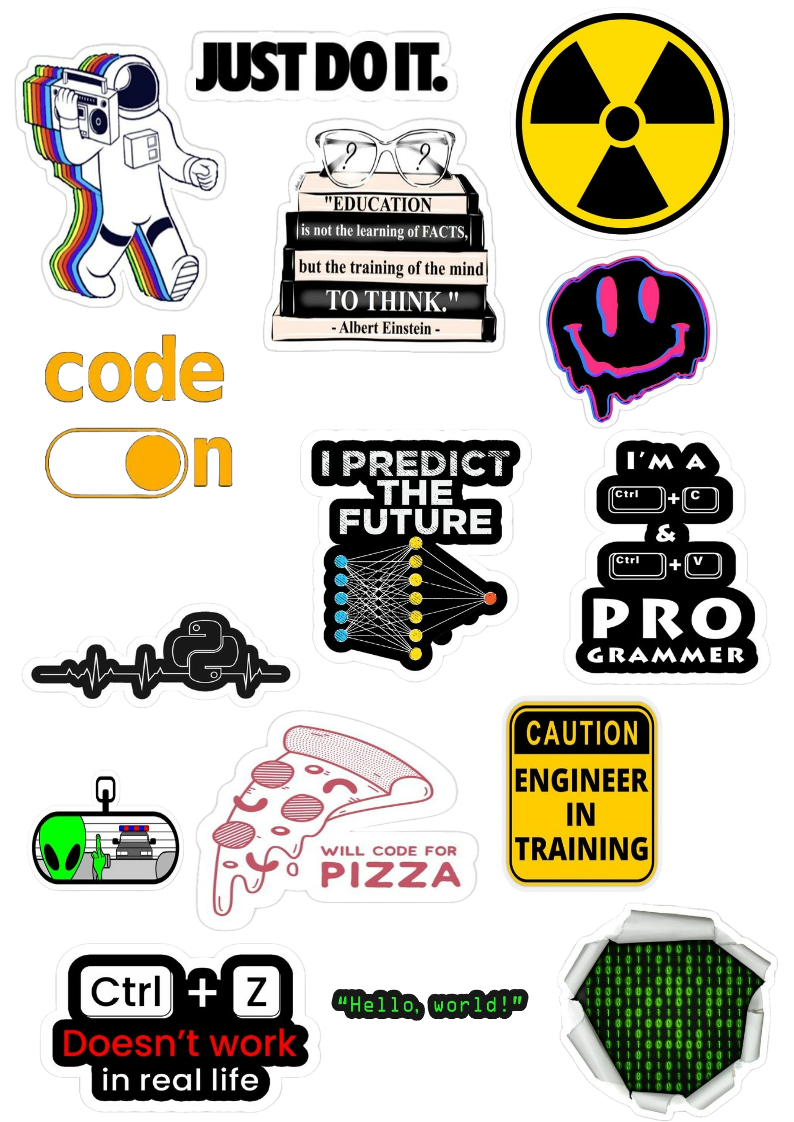 JUST DO IT.
?
?
"EDUCATION
is not the learning of FACTS,
but the training of the mind
TO THINK."
- Albert Einstein -
code
on
I PREDICT
THE
FUTURE
I'M A
Ctrl + C
&
Ctrl + V
PRO
GRAMMER
WILL CODE FOR
PIZZA
CAUTION
ENGINEER
IN
TRAINING
Ctrl + Z
Doesn't work
in real life
“Hello, world!”